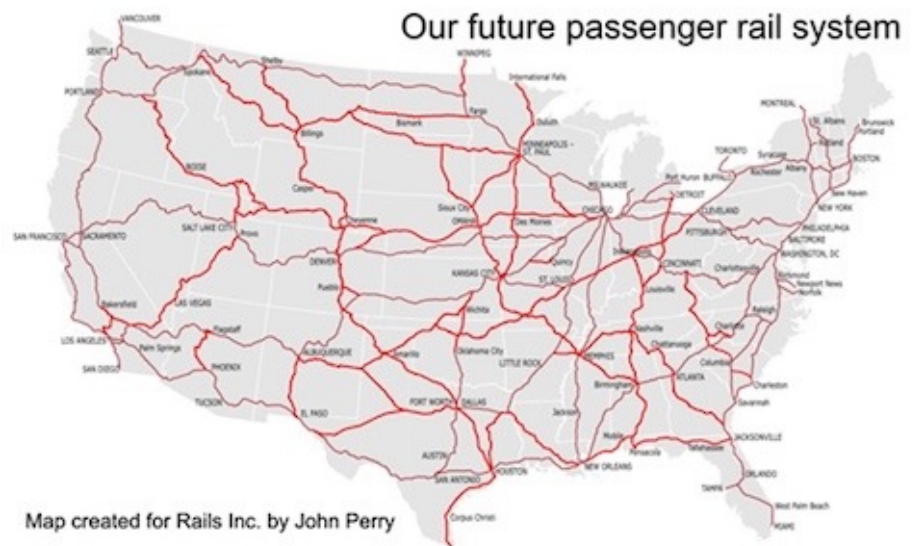 Our future passenger rail system
VANCOUVER
SEATTLE
Spokane
Shelby
WINNIPEG
International Falls
PORTLAND
Fargo
Duluth
MONTREAL
St. Albans
Brunswick
Portland
Rutland
Billings
Bismark
MINNEAPOLIS -
ST. PAUL
TORONTO
Syracuse
BOSTON
BOISE
Casper
MILWAUKEE
Port Huron
BUFFALO
Rochester
Albany
New Haven
DETROIT
Sioux City
CHICAGO
CLEVELAND
NEW YORK
SAN FRANCISCO
SACRAMENTO
SALT LAKE CITY
Provo
Cheyenne
OMAHA
Des Moines
PITTSBURGH
PHILADELPHIA
BALTIMORE
WASHINGTON, DC
DENVER
Quincy
CINCINNATI
Charlottesville
Richmond
KANSAS CITY
ST. LOUIS
Newport News
Norfolk
Pueblo
Louisville
Bakersfield
LAS VEGAS
Wichita
Raleigh
LOS ANGELES
Palm Springs
Flagstaff
ALBUQUERQUE
Amarillo
Oklahoma City
Nashville
Chattanooga
Charlotte
SAN DIEGO
PHOENIX
LITTLE ROCK
MEMPHIS
Columbia
TUCSON
Birmingham
ATLANTA
Charleston
EL PASO
FORT WORTH
DALLAS
Jackson
Savannah
AUSTIN
Mobile
Pensacola
Tallahassee
JACKSONVILLE
SAN ANTONIO
HOUSTON
NEW ORLEANS
ORLANDO
TAMPA
West Palm Beach
Corpus Christi
MIAMI
Map created for Rails Inc. by John Perry